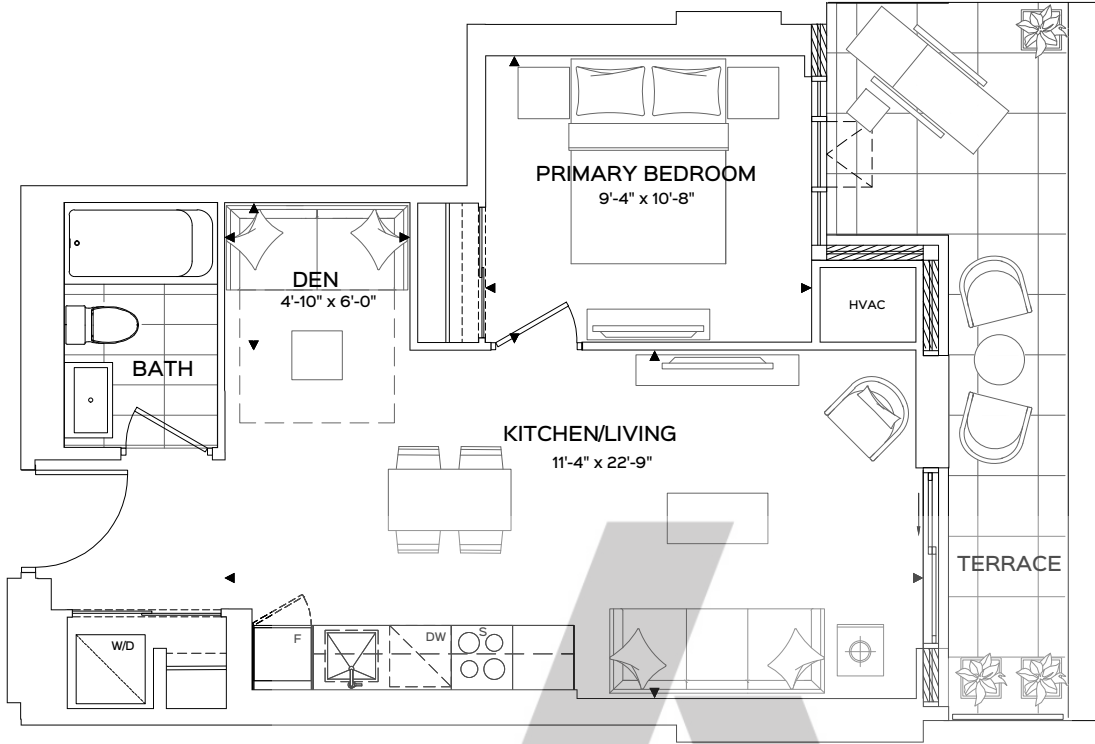 PRIMARY BEDROOM
9'-4" x 10'-8"
DEN
4'-10" x 6'-0"
HVAC
BATH
KITCHEN/LIVING
11'-4" x 22'-9"
TERRACE
W/D
F
DW
S